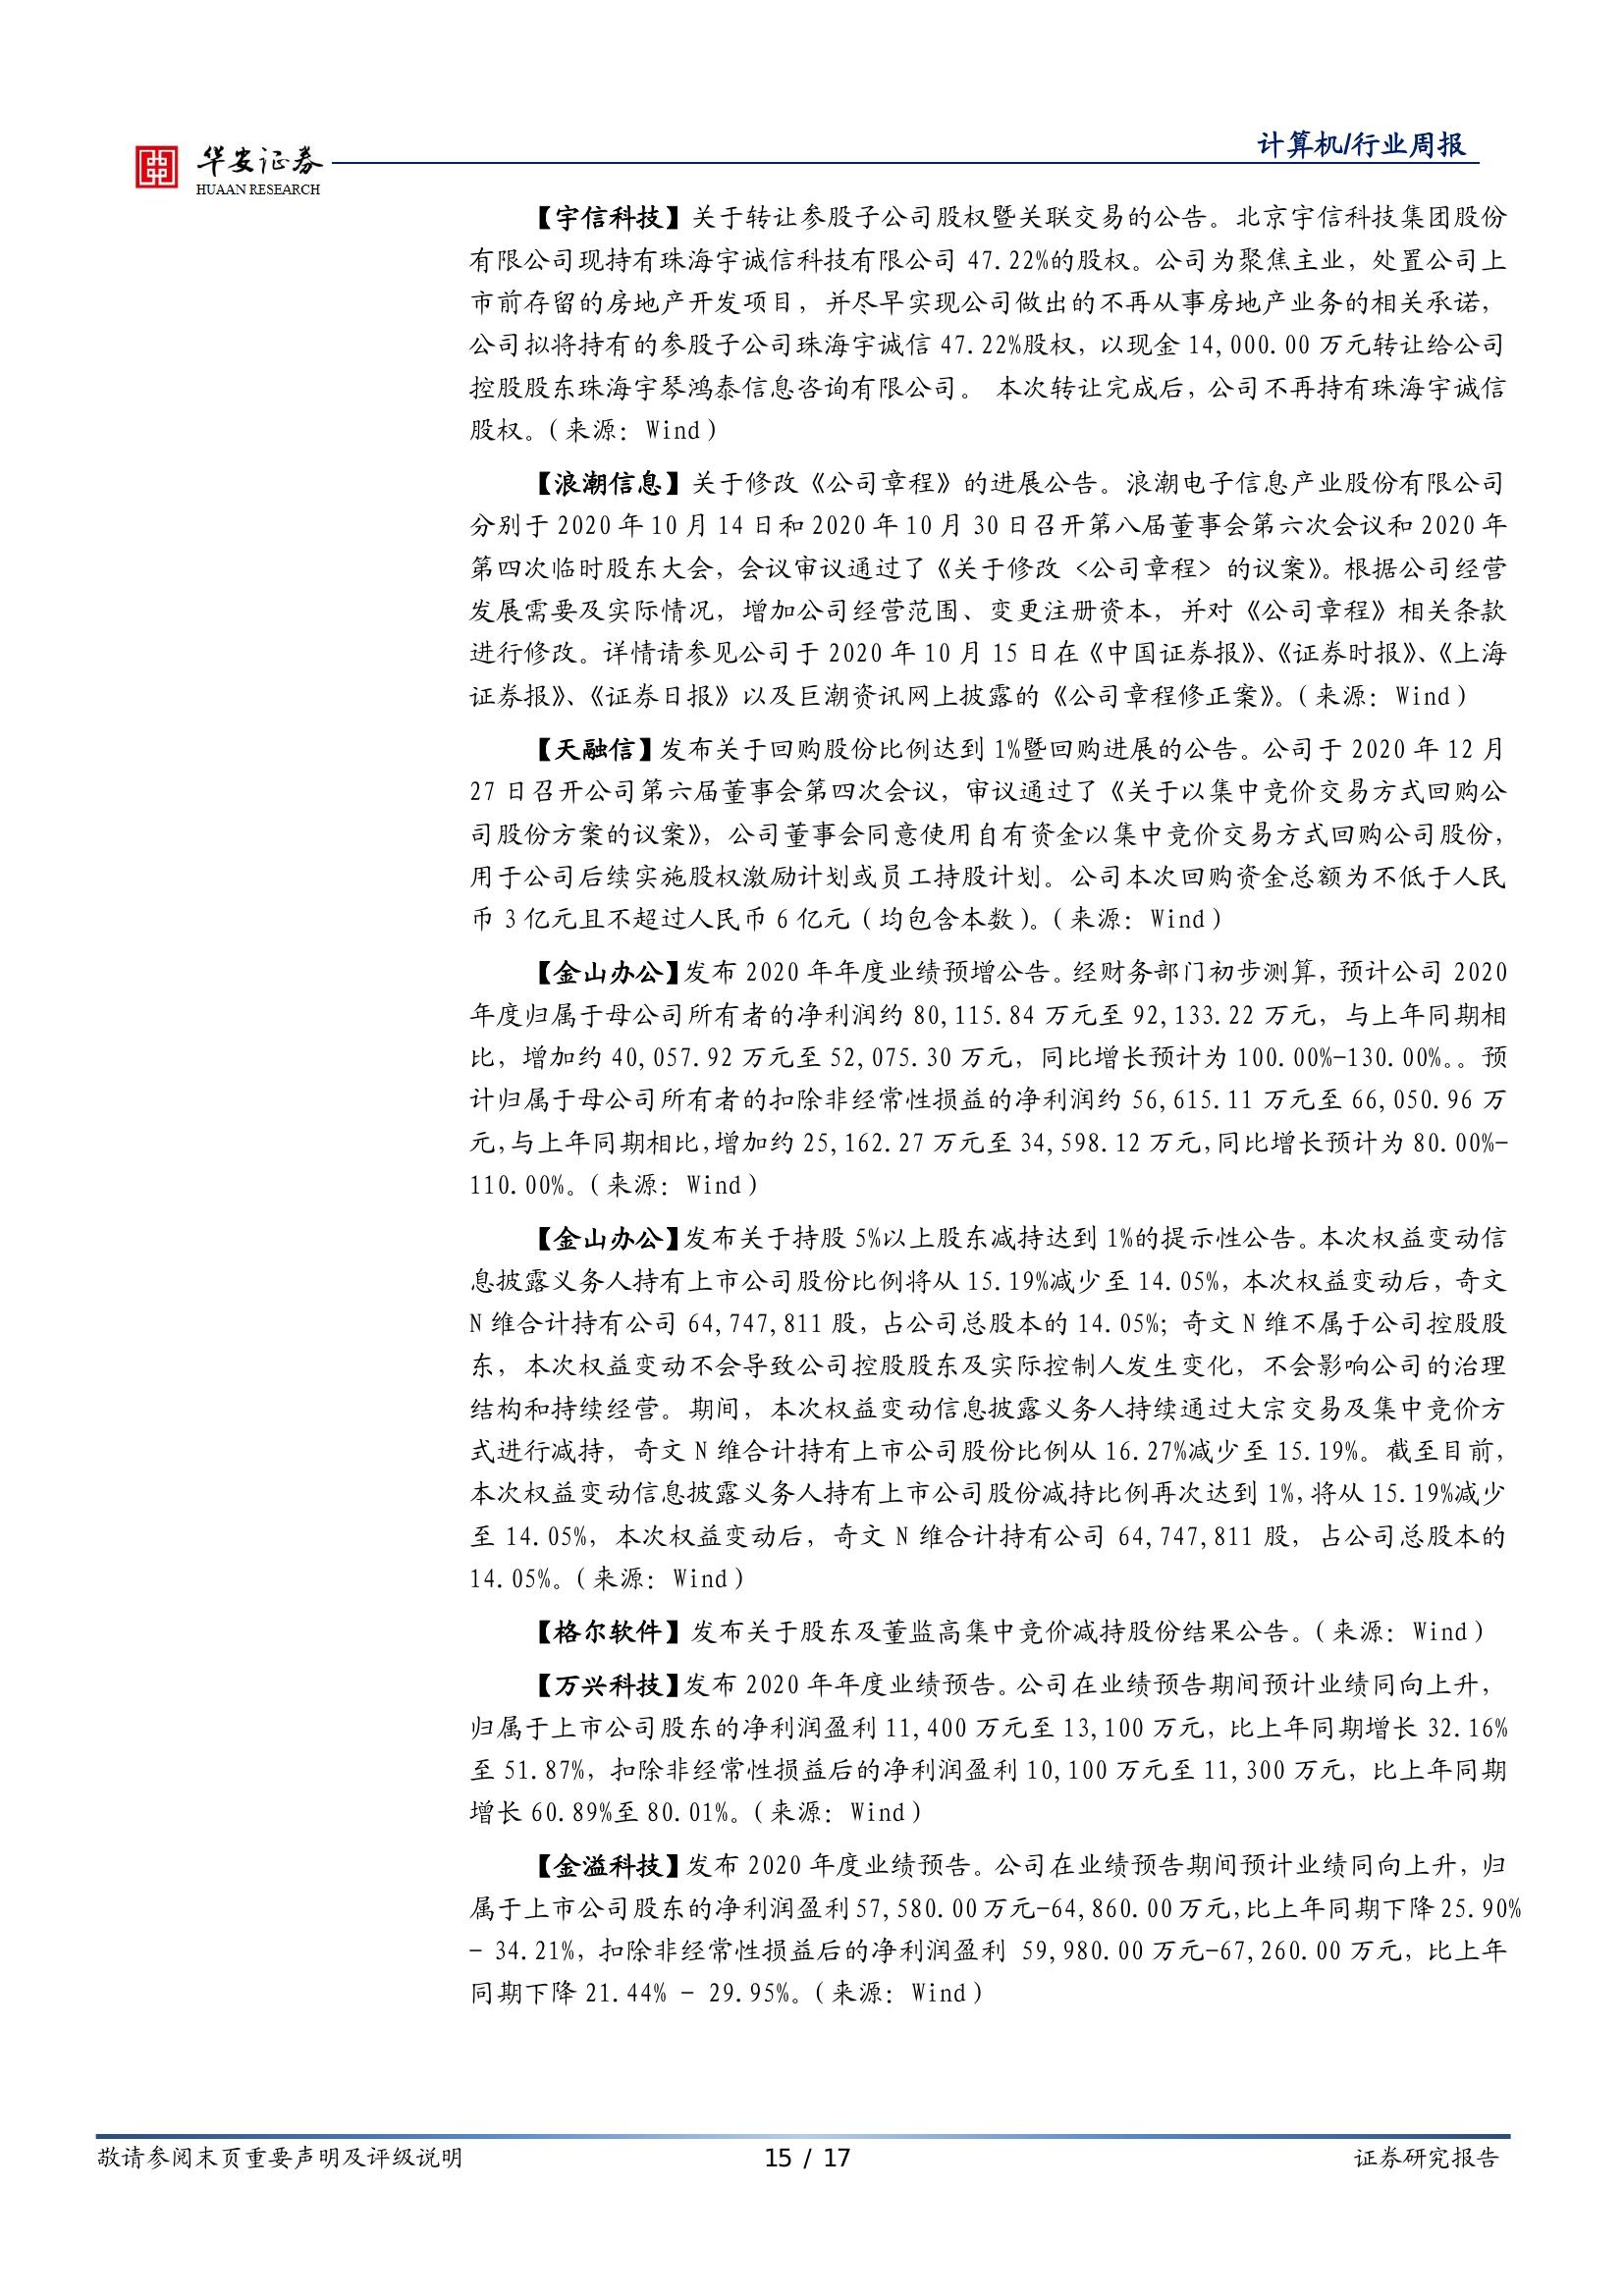 华安证券
HUAAN RESEARCH
计算机/行业周报
【宇信科技】关于转让参股子公司股权暨关联交易的公告。北京宇信科技集团股份
有限公司现持有珠海宇诚信科技有限公司 47.22%的股权。公司为聚焦主业，处置公司上
市前存留的房地产开发项目，并尽早实现公司做出的不再从事房地产业务的相关承诺，
公司拟将持有的参股子公司珠海宇诚信 47.22%股权，以现金 14,000.00 万元转让给公司
控股股东珠海宇琴鸿泰信息咨询有限公司。 本次转让完成后，公司不再持有珠海宇诚信
股权。（来源：Wind）
【浪潮信息】关于修改《公司章程》的进展公告。浪潮电子信息产业股份有限公司
分别于 2020 年 10 月 14 日和 2020 年 10 月 30 日召开第八届董事会第六次会议和 2020 年
第四次临时股东大会，会议审议通过了《关于修改 <公司章程> 的议案》。根据公司经营
发展需要及实际情况，增加公司经营范围、变更注册资本，并对《公司章程》相关条款
进行修改。详情请参见公司于 2020 年 10 月 15 日在《中国证券报》、《证券时报》、《上海
证券报》、《证券日报》以及巨潮资讯网上披露的《公司章程修正案》。（来源：Wind）
【天融信】发布关于回购股份比例达到 1%暨回购进展的公告。公司于 2020 年 12 月
27 日召开公司第六届董事会第四次会议，审议通过了《关于以集中竞价交易方式回购公
司股份方案的议案》，公司董事会同意使用自有资金以集中竞价交易方式回购公司股份，
用于公司后续实施股权激励计划或员工持股计划。公司本次回购资金总额为不低于人民
币 3 亿元且不超过人民币 6 亿元（均包含本数）。（来源：Wind）
【金山办公】发布 2020 年年度业绩预增公告。经财务部门初步测算，预计公司 2020
年度归属于母公司所有者的净利润约 80,115.84 万元至 92,133.22 万元，与上年同期相
比，增加约 40,057.92 万元至 52,075.30 万元，同比增长预计为 100.00%-130.00%。。预
计归属于母公司所有者的扣除非经常性损益的净利润约 56,615.11 万元至 66,050.96 万
元，与上年同期相比，增加约 25,162.27 万元至 34,598.12 万元，同比增长预计为 80.00%-
110.00%。（来源：Wind）
【金山办公】发布关于持股 5%以上股东减持达到 1%的提示性公告。本次权益变动信
息披露义务人持有上市公司股份比例将从 15.19%减少至 14.05%，本次权益变动后，奇文
N 维合计持有公司 64,747,811 股，占公司总股本的 14.05%；奇文 N 维不属于公司控股股
东，本次权益变动不会导致公司控股股东及实际控制人发生变化，不会影响公司的治理
结构和持续经营。期间，本次权益变动信息披露义务人持续通过大宗交易及集中竞价方
式进行减持，奇文 N 维合计持有上市公司股份比例从 16.27%减少至 15.19%。截至目前，
本次权益变动信息披露义务人持有上市公司股份减持比例再次达到 1%，将从 15.19%减少
至 14.05%，本次权益变动后，奇文 N 维合计持有公司 64,747,811 股，占公司总股本的
14.05%。（来源：Wind）
【格尔软件】发布关于股东及董监高集中竞价减持股份结果公告。（来源：Wind）
【万兴科技】发布 2020 年年度业绩预告。公司在业绩预告期间预计业绩同向上升，
归属于上市公司股东的净利润盈利 11,400 万元至 13,100 万元，比上年同期增长 32.16%
至 51.87%，扣除非经常性损益后的净利润盈利 10,100 万元至 11,300 万元，比上年同期
增长 60.89%至 80.01%。（来源：Wind）
【金溢科技】发布 2020 年度业绩预告。公司在业绩预告期间预计业绩同向上升，归
属于上市公司股东的净利润盈利 57,580.00 万元-64,860.00 万元，比上年同期下降 25.90%
- 34.21%，扣除非经常性损益后的净利润盈利 59,980.00 万元-67,260.00 万元，比上年
同期下降 21.44% - 29.95%。（来源：Wind）
敬请参阅末页重要声明及评级说明
15 / 17
证券研究报告